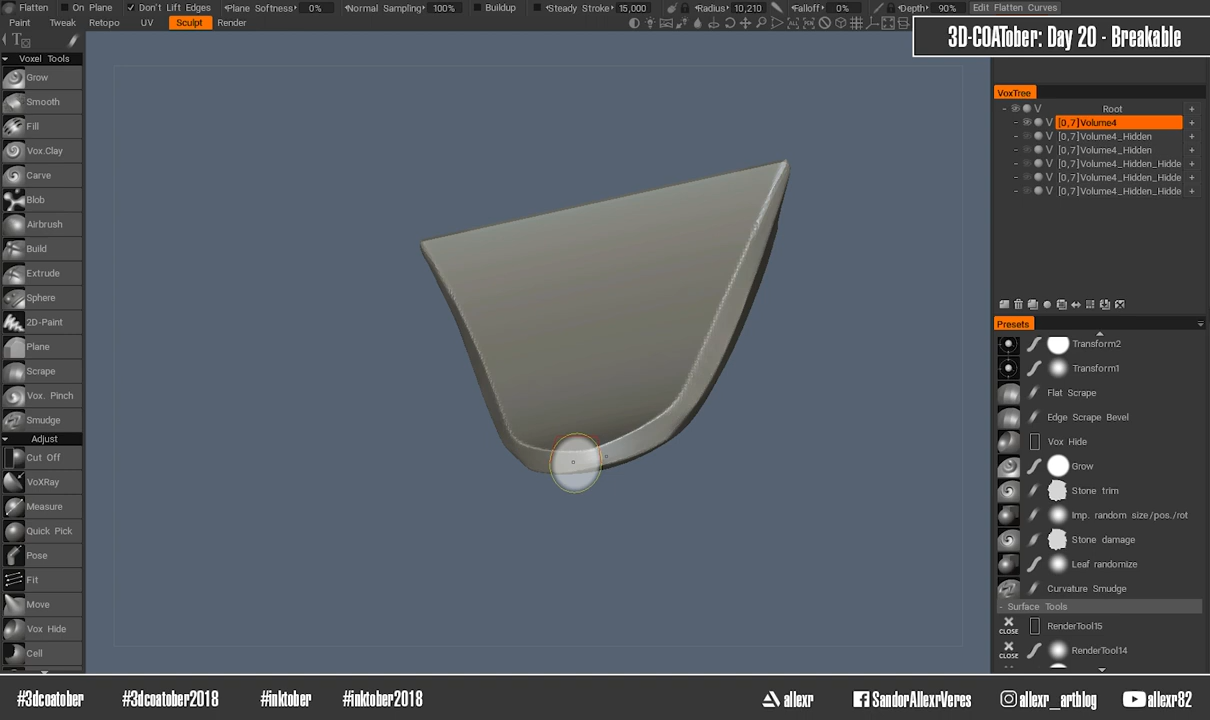 Flatten On Plane Don't Lift Edges Plane Softness 0% Normal Sampling 100% Buildup Steady Stroke 15,000 Radius 10,210 Falloff 0% Depth 90% Edit Flatten Curves
Paint Tweak Retopo UV Sculpt Render
3D-COATober: Day 20 - Breakable
Voxel Tools
Grow
Smooth
Fill
Vox.Clay
Carve
Blob
Airbrush
Build
Extrude
Sphere
2D-Paint
Plane
Scrape
Vox. Pinch
Smudge
Adjust
Cut Off
VoXRay
Measure
Quick Pick
Pose
Fit
Move
Vox Hide
Cell
VoxTree
V Root +
V [0,7]Volume4 +
V [0,7]Volume4_Hidden +
V [0,7]Volume4_Hidden +
V [0,7]Volume4_Hidden_Hidde +
V [0,7]Volume4_Hidden_Hidde +
V [0,7]Volume4_Hidden_Hidde +
Presets
Transform2
Transform1
Flat Scrape
Edge Scrape Bevel
Vox Hide
Grow
Stone trim
Imp. random size/pos./rot
Stone damage
Leaf randomize
Curvature Smudge
- Surface Tools
CLOSE RenderTool15
CLOSE RenderTool14
#3dcoatober #3dcoatober2018 #inktober #inktober2018 allexr SandorAllexrVeres allexr_artblog allexr82